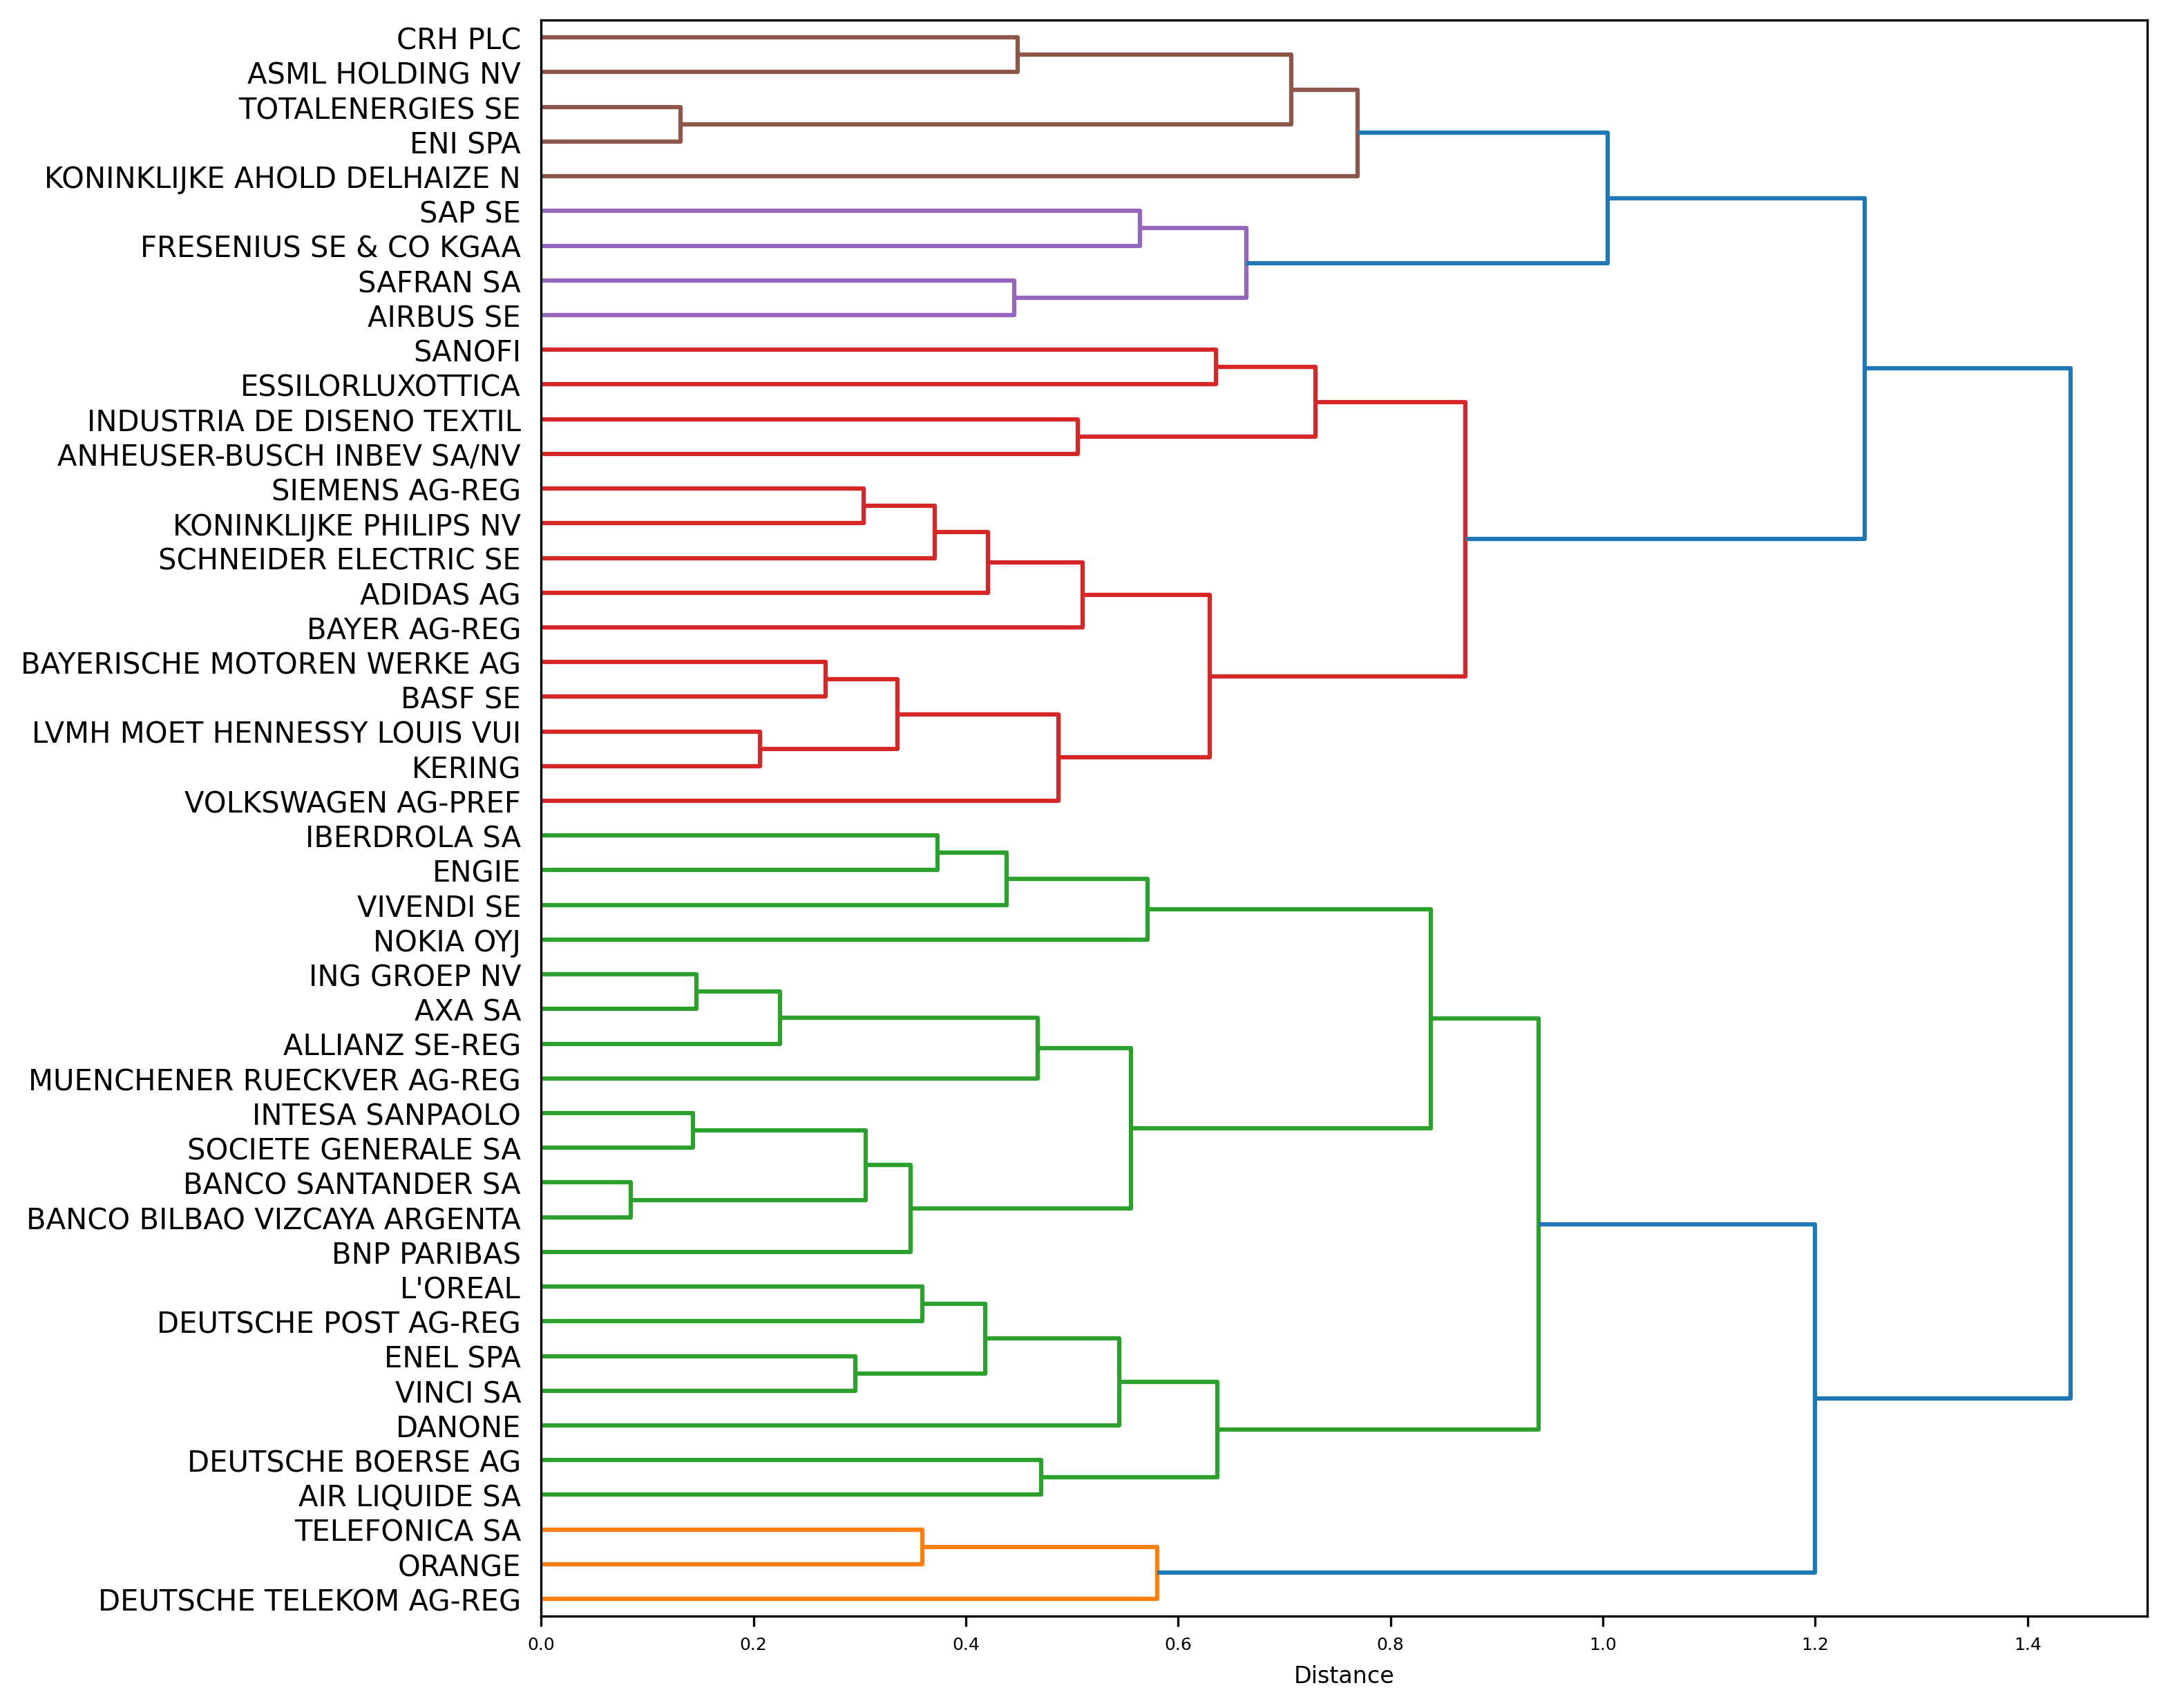 CRH PLC
ASML HOLDING NV
TOTALENERGIES SE
ENI SPA
KONINKLIJKE AHOLD DELHAIZE N
SAP SE
FRESENIUS SE & CO KGAA
SAFRAN SA
AIRBUS SE
SANOFI
ESSILORLUXOTTICA
INDUSTRIA DE DISENO TEXTIL
ANHEUSER-BUSCH INBEV SA/NV
SIEMENS AG-REG
KONINKLIJKE PHILIPS NV
SCHNEIDER ELECTRIC SE
ADIDAS AG
BAYER AG-REG
BAYERISCHE MOTOREN WERKE AG
BASF SE
LVMH MOET HENNESSY LOUIS VUI
KERING
VOLKSWAGEN AG-PREF
IBERDROLA SA
ENGIE
VIVENDI SE
NOKIA OYJ
ING GROEP NV
AXA SA
ALLIANZ SE-REG
MUENCHENER RUECKVER AG-REG
INTESA SANPAOLO
SOCIETE GENERALE SA
BANCO SANTANDER SA
BANCO BILBAO VIZCAYA ARGENTA
BNP PARIBAS
L'OREAL
DEUTSCHE POST AG-REG
ENEL SPA
VINCI SA
DANONE
DEUTSCHE BOERSE AG
AIR LIQUIDE SA
TELEFONICA SA
ORANGE
DEUTSCHE TELEKOM AG-REG
0.0 0.2 0.4 0.6 0.8 1.0 1.2 1.4
Distance